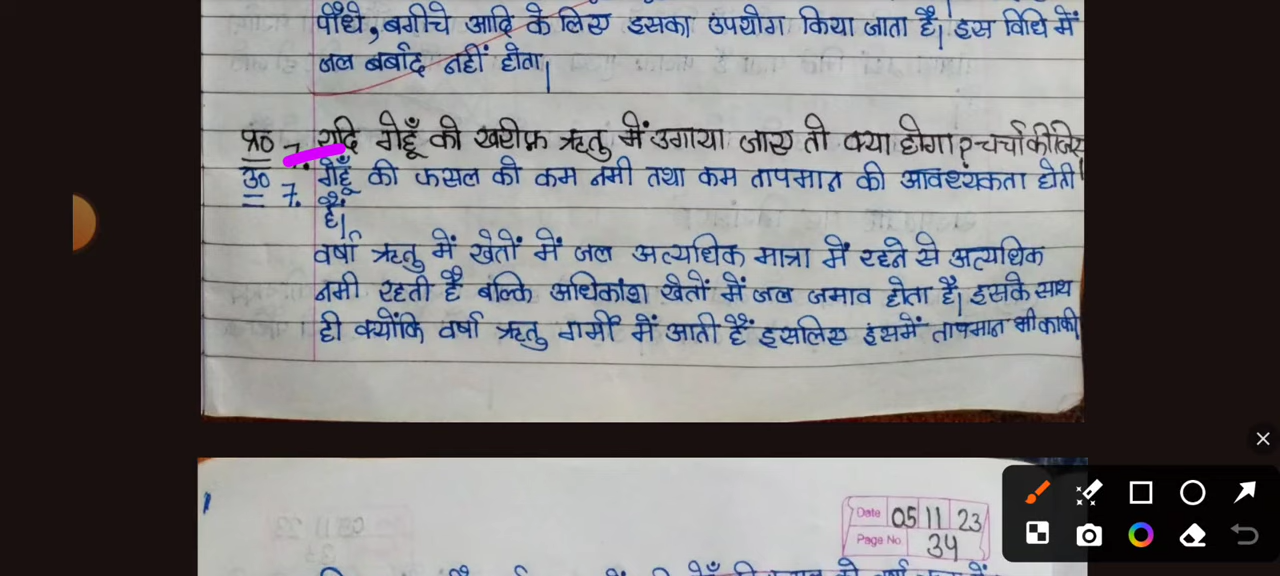 पौधे, बगीचे आदि के लिए इसका उपयोग किया जाता है। इस विधि में
जल बर्बाद नहीं होता।
प्र० 7. यदि गेहूँ को खरीफ़ ऋतु में उगाया जाए तो क्या होगा? चर्चा कीजिए।
उ० 7. गेहूँ की फसल को कम नमी तथा कम तापमान की आवश्यकता होती
है।
वर्षा ऋतु में खेतों में जल अत्यधिक मात्रा में रहने से अत्यधिक
नमी रहती है बल्कि अधिकांश खेतों में जल जमाव होता है। इसके साथ
ही क्योंकि वर्षा ऋतु गर्मी में आती हैं इसलिए इसमें तापमान भी काफी
Date 05 11 23
Page No 34